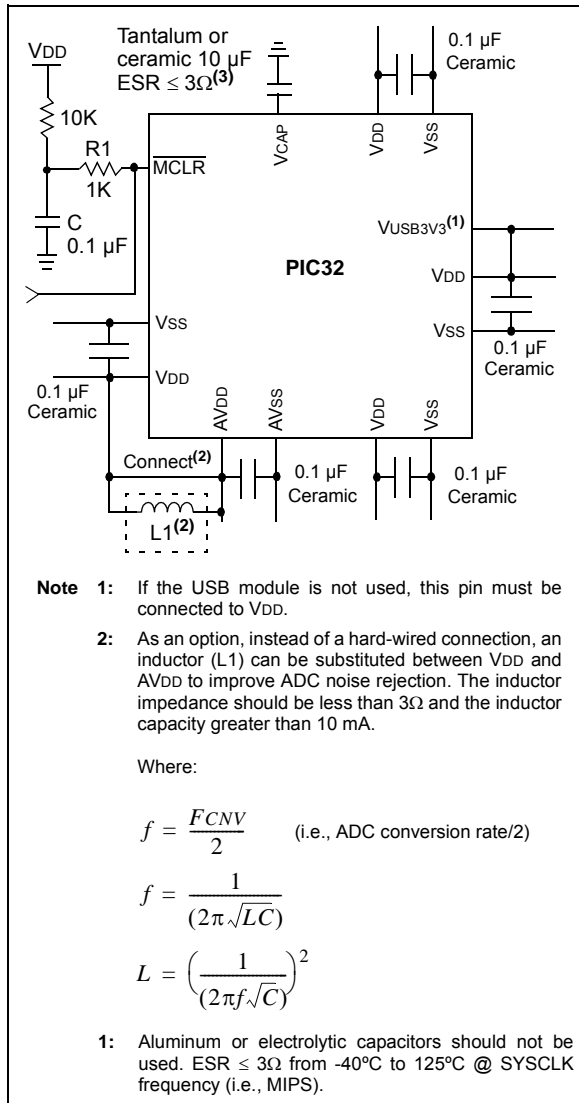 VDD
Tantalum or
ceramic 10 µF
ESR ≤ 3Ω(3)
0.1 µF
Ceramic
10K
R1
1K
C
0.1 µF
MCLR
VCAP
VDD
VSS
VUSB3V3(1)
PIC32
VDD
VSS
0.1 µF
Ceramic
VSS
VDD
0.1 µF
Ceramic
AVDD
AVSS
VDD
VSS
Connect(2)
L1(2)
0.1 µF
Ceramic
0.1 µF
Ceramic
Note 1: If the USB module is not used, this pin must be
connected to VDD.
2: As an option, instead of a hard-wired connection, an
inductor (L1) can be substituted between VDD and
AVDD to improve ADC noise rejection. The inductor
impedance should be less than 3Ω and the inductor
capacity greater than 10 mA.
Where:
f = FCNV / 2 (i.e., ADC conversion rate/2)
f = 1 / (2π√LC)
L = (1 / (2πf√C))²
1: Aluminum or electrolytic capacitors should not be
used. ESR ≤ 3Ω from -40ºC to 125ºC @ SYSCLK
frequency (i.e., MIPS).